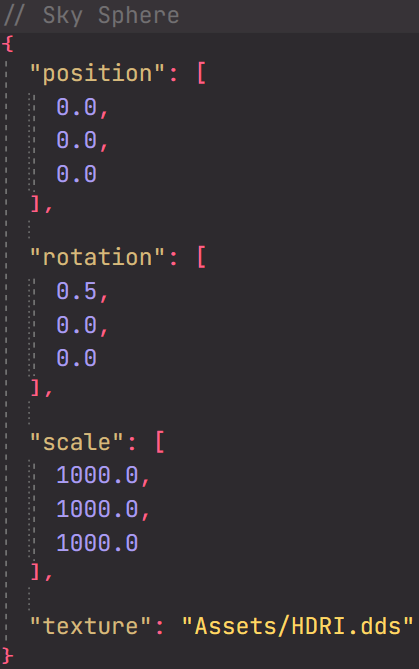 // Sky Sphere
{
"position": [
0.0,
0.0,
0.0
],
"rotation": [
0.5,
0.0,
0.0
],
"scale": [
1000.0,
1000.0,
1000.0
],
"texture": "Assets/HDRI.dds"
}